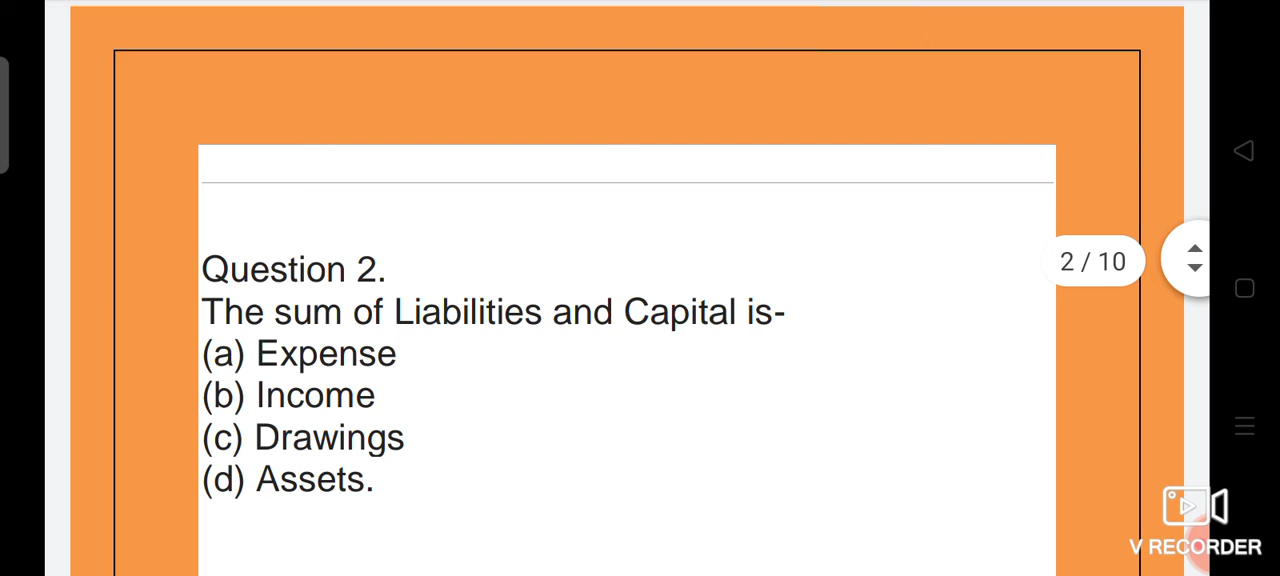 Question 2.
The sum of Liabilities and Capital is-
(a) Expense
(b) Income
(c) Drawings
(d) Assets.
2 / 10
V RECORDER